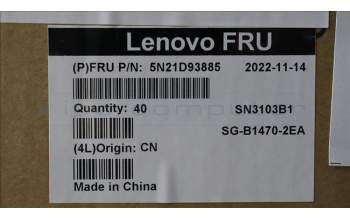 Lenovo FRU
(P)FRU P/N: 5N21D93885 2022-11-14
Quantity: 40 SN3103B1
SG-B1470-2EA
(4L)Origin: CN
Made in China